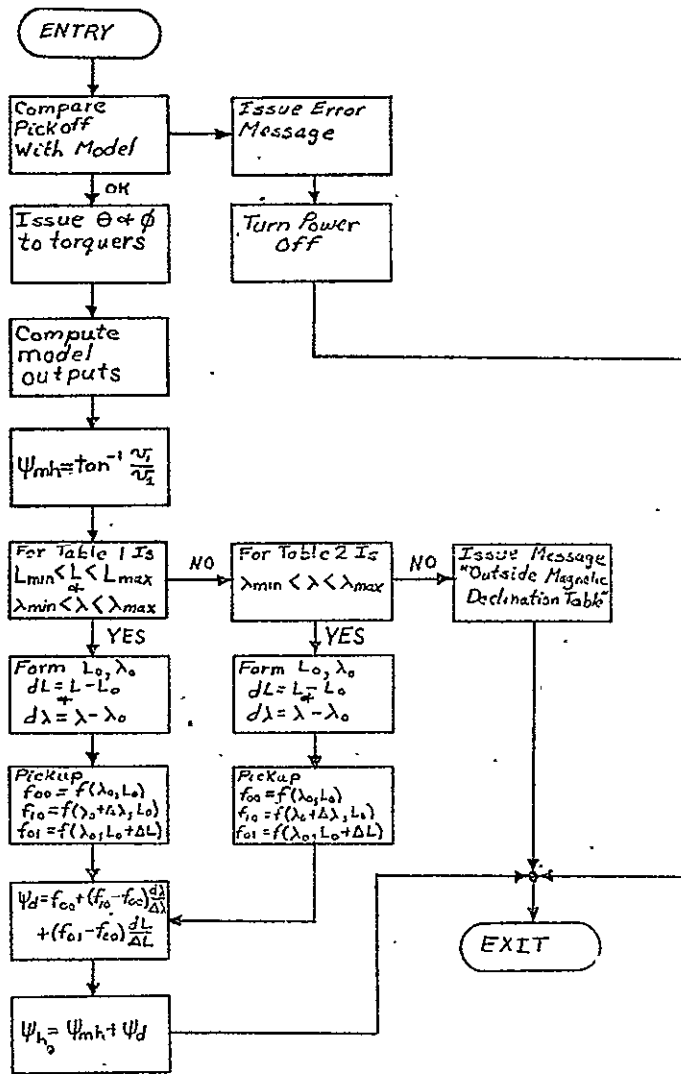 ENTRY
Compare
Pickoff
With Model
Issue Error
Message
OK
Issue θ & φ
to torquers
Turn Power
Off
Compute
model
outputs
Ψmh = tan⁻¹ v₁/v₂
For Table 1 Is
Lmin < L < Lmax
&
λmin < λ < λmax
NO
For Table 2 Is
λmin < λ < λmax
NO
Issue Message
"Outside Magnetic
Declination Table"
YES
YES
Form L₀, λ₀
dL = L - L₀
&
dλ = λ - λ₀
Form L₀, λ₀
dL = L - L₀
&
dλ = λ - λ₀
Pickup
f₀₀ = f(λ₀, L₀)
f₁₀ = f(λ₀+Δλ, L₀)
f₀₁ = f(λ₀, L₀+ΔL)
Pickup
f₀₀ = f(λ₀, L₀)
f₁₀ = f(λ₀+Δλ, L₀)
f₀₁ = f(λ₀, L₀+ΔL)
Ψd = f₀₀ + (f₁₀ - f₀₀) dλ/Δλ
+ (f₀₁ - f₀₀) dL/ΔL
EXIT
Ψh = Ψmh + Ψd